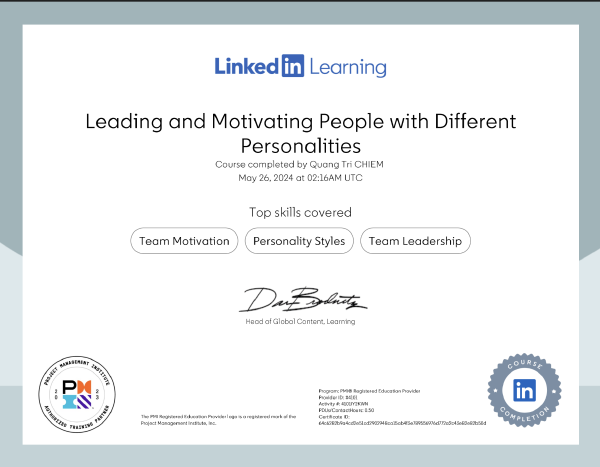 LinkedIn Learning
Leading and Motivating People with Different
Personalities
Course completed by Quang Tri CHIEM
May 26, 2024 at 02:16AM UTC
Top skills covered
Team Motivation
Personality Styles
Team Leadership
Head of Global Content, Learning
PROJECT MANAGEMENT INSTITUTE
PMI
20 23
AUTHORIZED TRAINING PARTNER
The PMI Registered Education Provider logo is a registered mark of the
Project Management Institute, Inc.
Program: PMI® Registered Education Provider
Provider ID: #4101
PDUs/ContactHours: 0.50
Certificate ID:
COURSE
in
COMPLETION